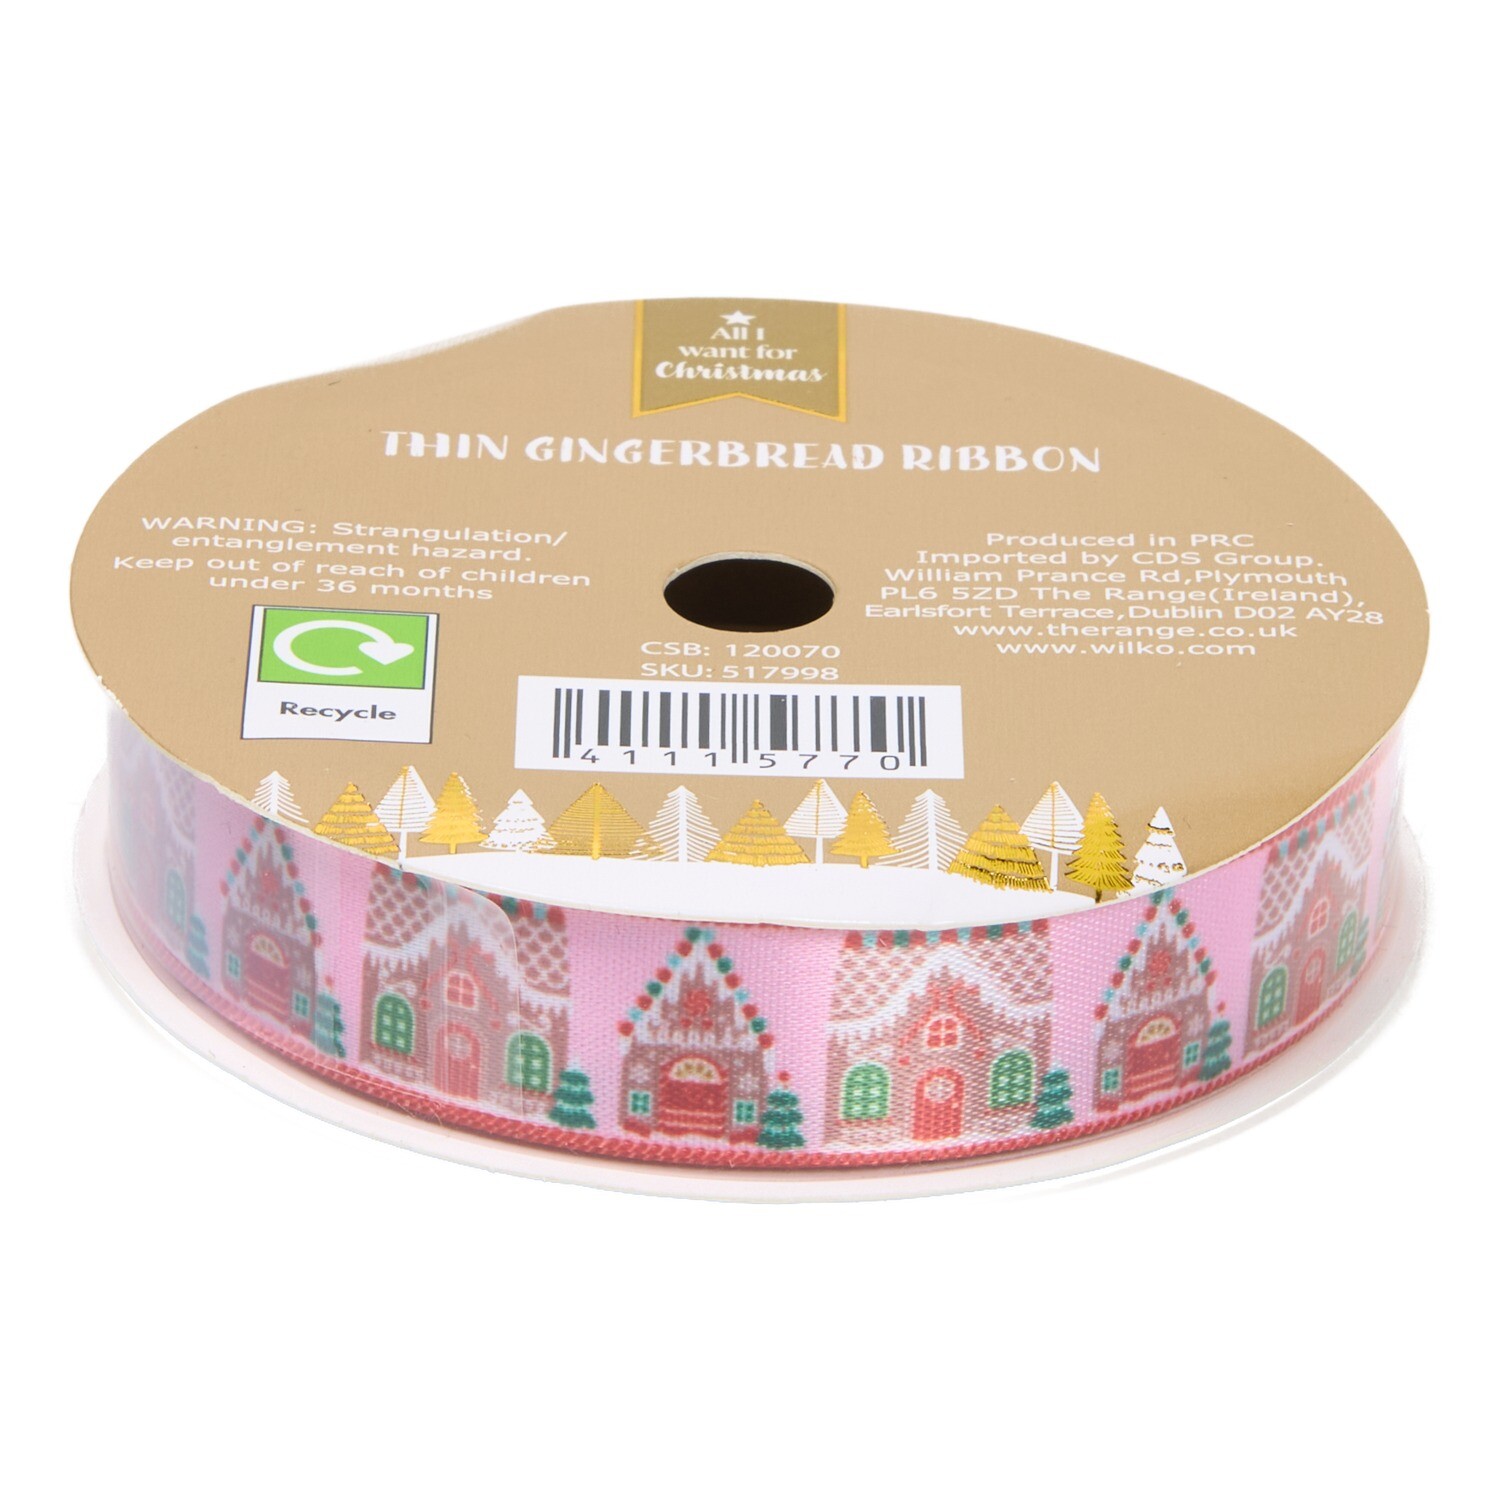 All I
want for
Christmas
THIN GINGERBREAD RIBBON
WARNING: Strangulation/
entanglement hazard.
Keep out of reach of children
under 36 months
Recycle
CSB: 120070
SKU: 517998
41115770
Produced in PRC
Imported by CDS Group.
William Prance Rd,Plymouth
PL6 5ZD The Range(Ireland),
Earlsfort Terrace,Dublin D02 AY28
www.therange.co.uk
www.wilko.com